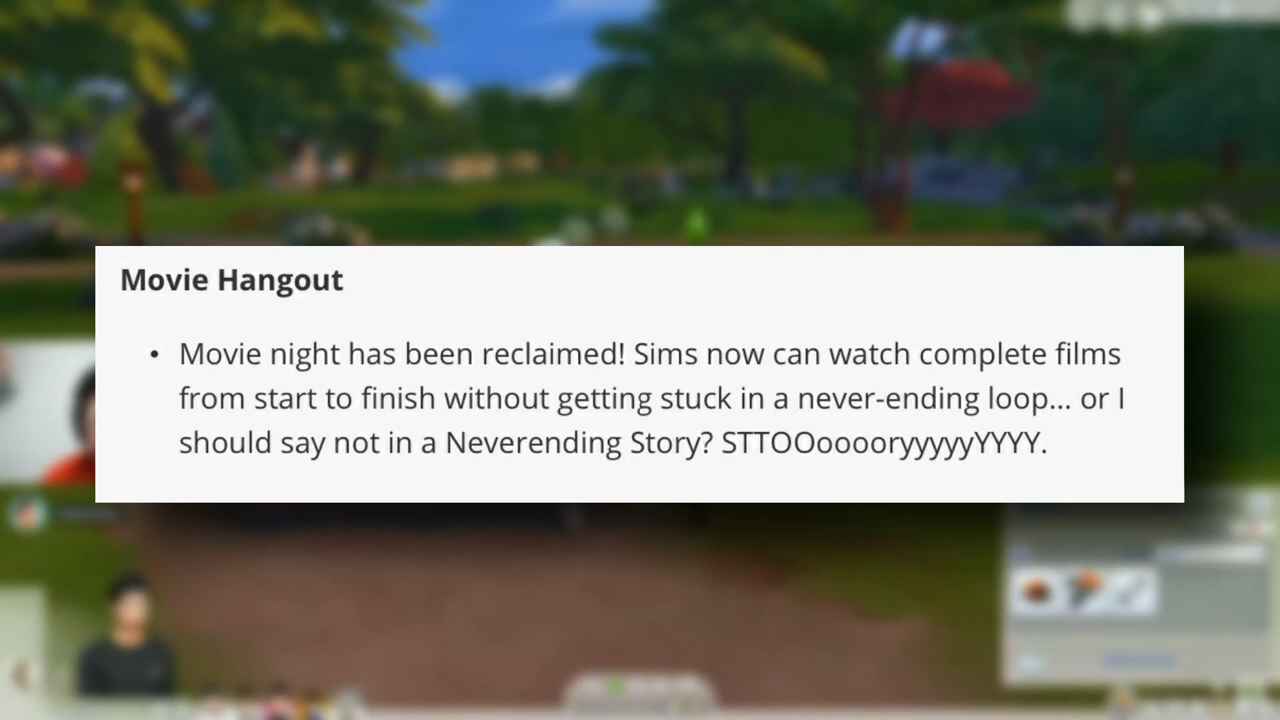 Movie Hangout
• Movie night has been reclaimed! Sims now can watch complete films
from start to finish without getting stuck in a never-ending loop... or I
should say not in a Neverending Story? STTOOooooryyyyyYYYY.